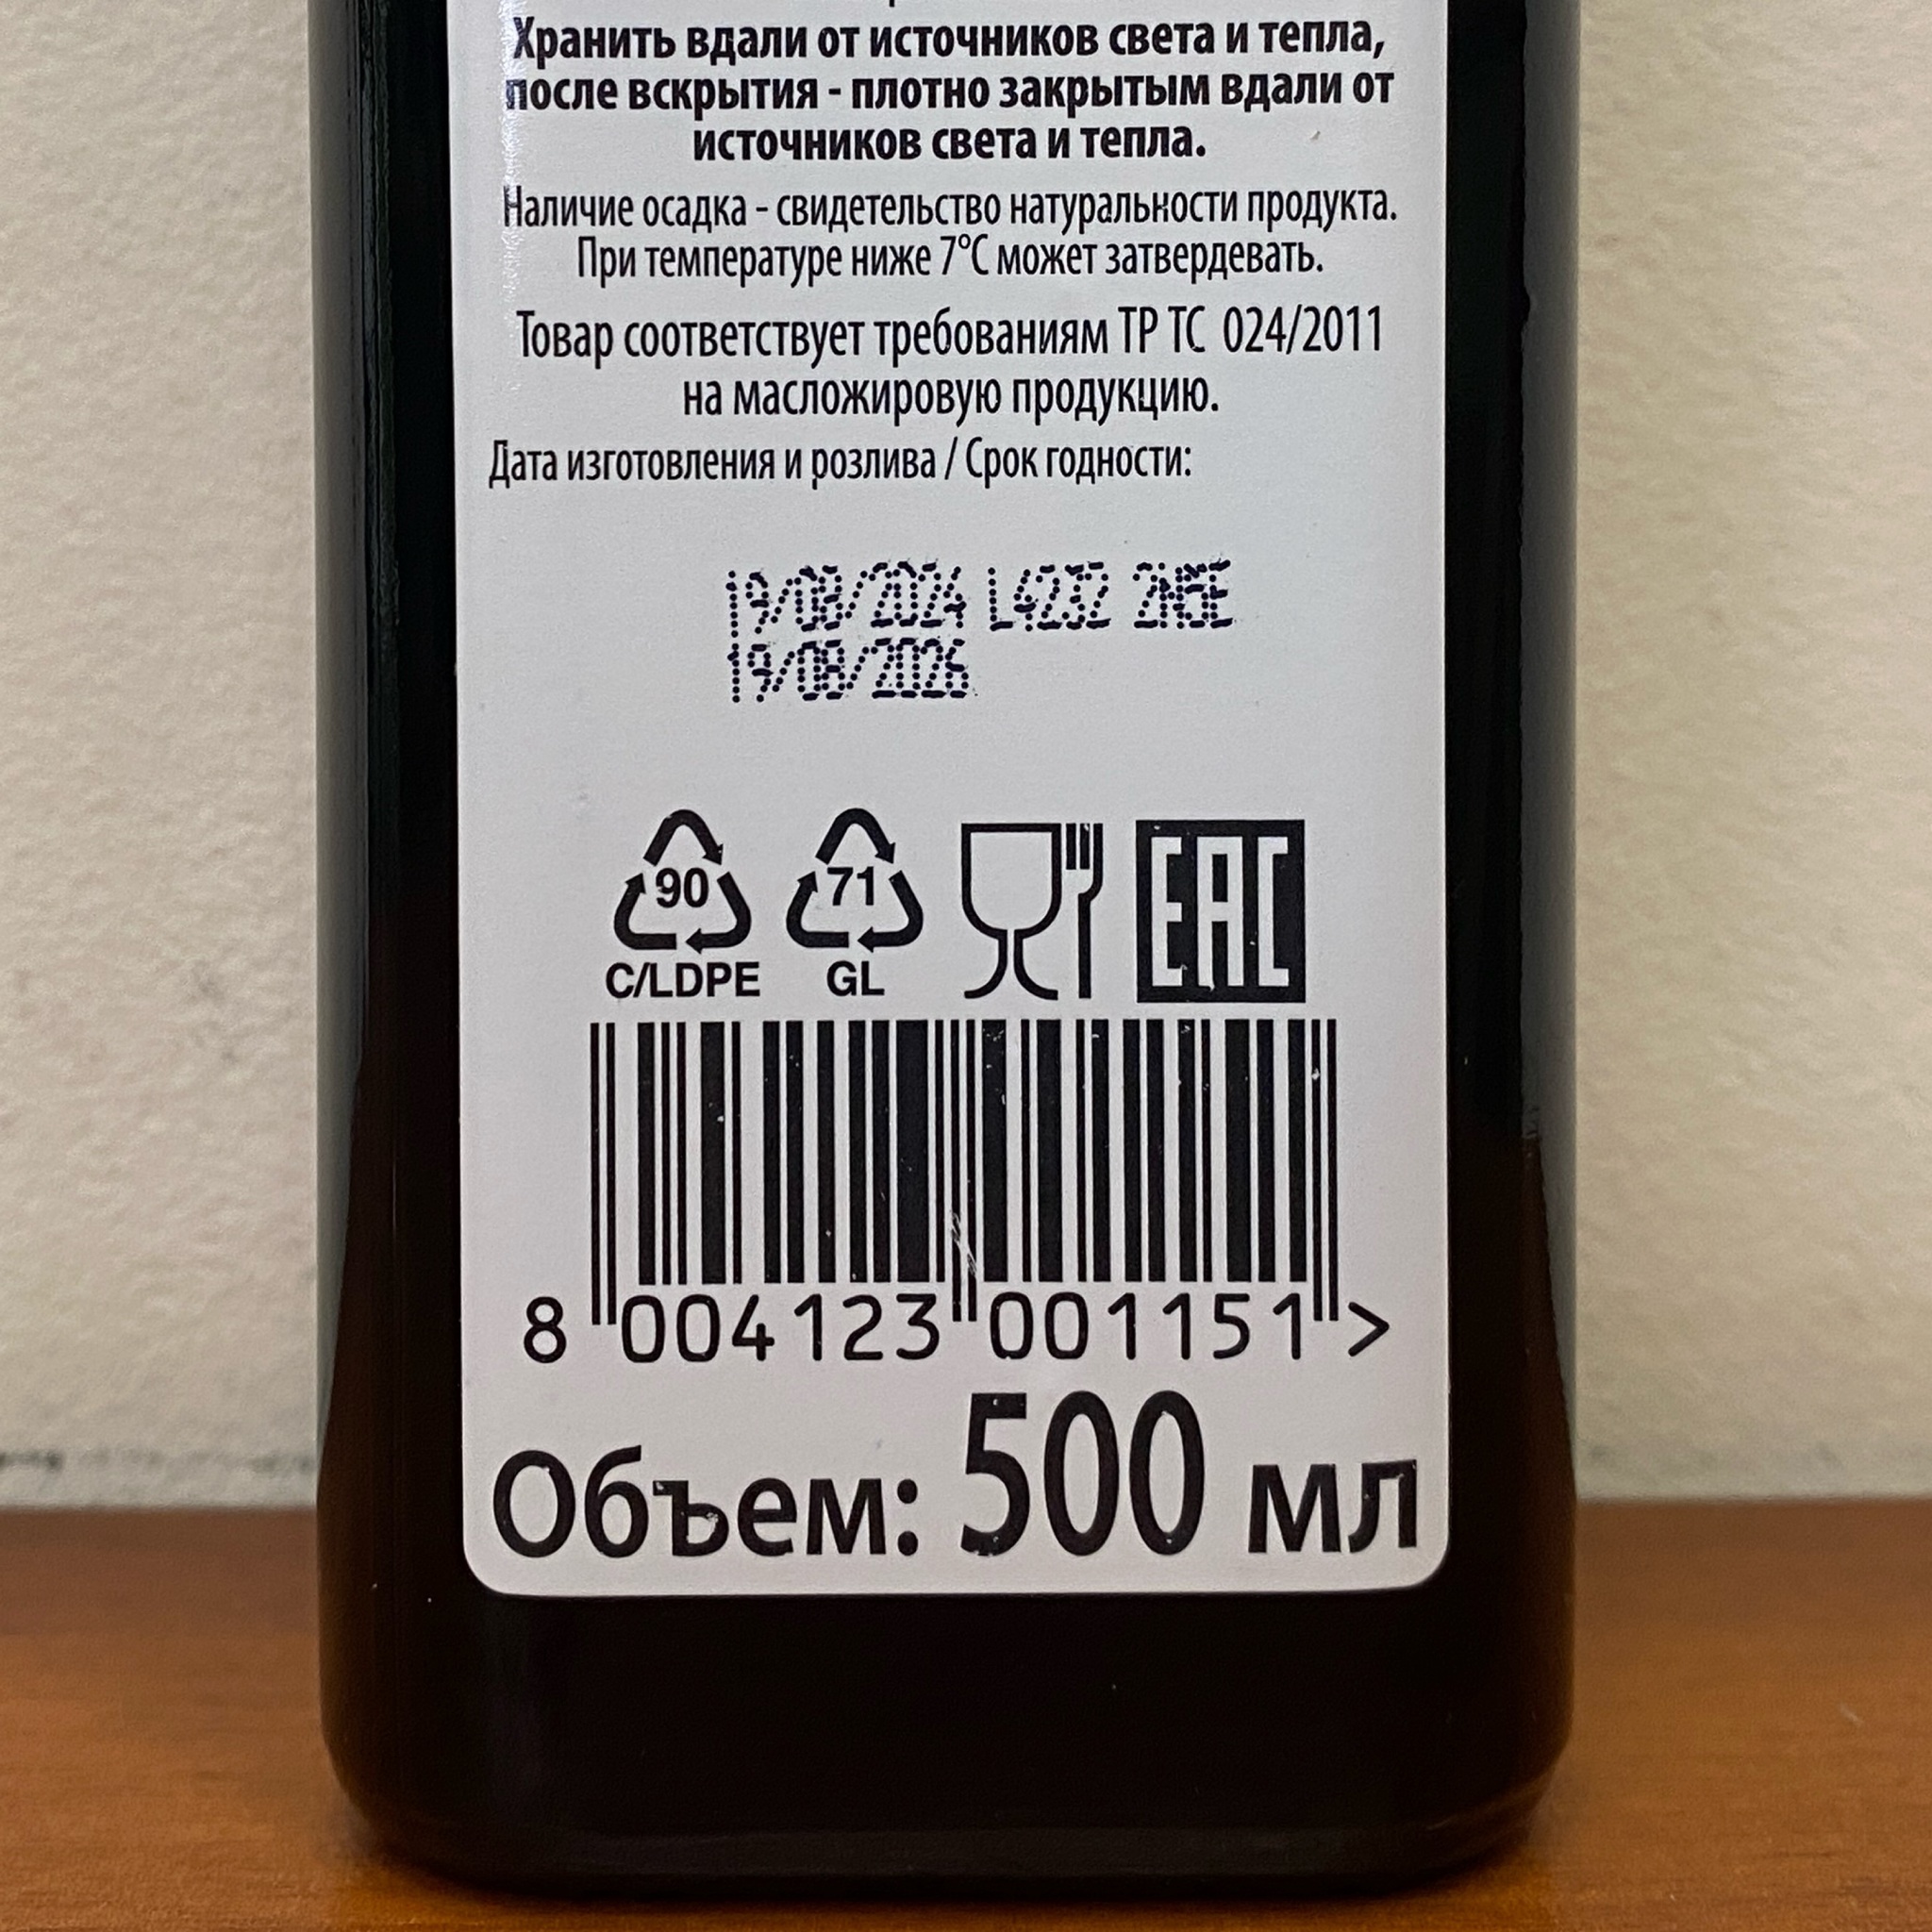 Хранить вдали от источников света и тепла,
после вскрытия - плотно закрытым вдали от
источников света и тепла.
Наличие осадка - свидетельство натуральности продукта.
При температуре ниже 7°С может затвердевать.
Товар соответствует требованиям ТР ТС 024/2011
на масложировую продукцию.
Дата изготовления и розлива / Срок годности:
19/08/2024 L4232
19/08/2026
90 71 EAC
C/LDPE GL
8 004123 001151 >
Объем: 500 мл